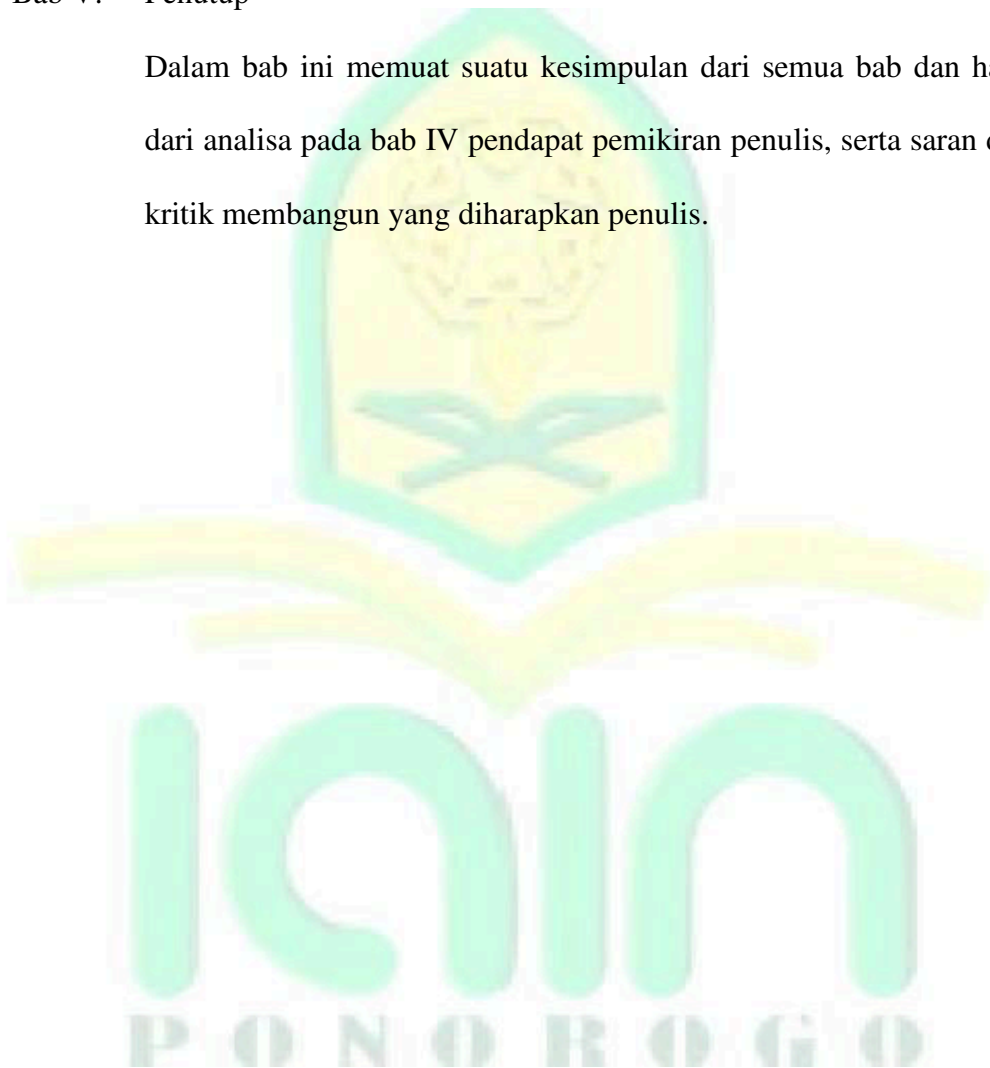 Penutup
Dalam bab ini memuat suatu kesimpulan dari semua bab dan
dari analisa pada bab IV pendapat pemikiran penulis, serta saran
kritik membangun yang diharapkan penulis.
iain
PONOROGO